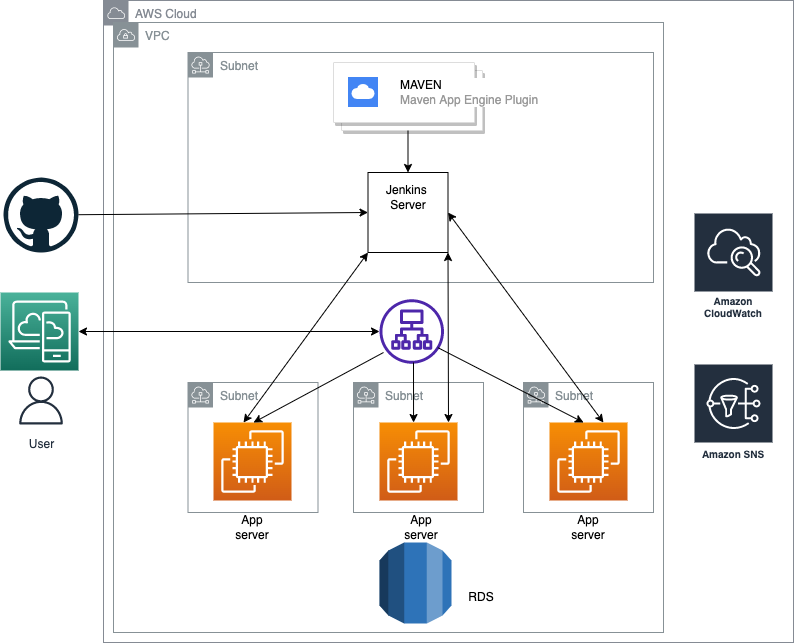 AWS Cloud
VPC
Subnet
MAVEN
Maven App Engine Plugin
Jenkins
Server
Amazon
CloudWatch
User
Subnet
Subnet
Subnet
App
server
App
server
App
server
Amazon SNS
RDS